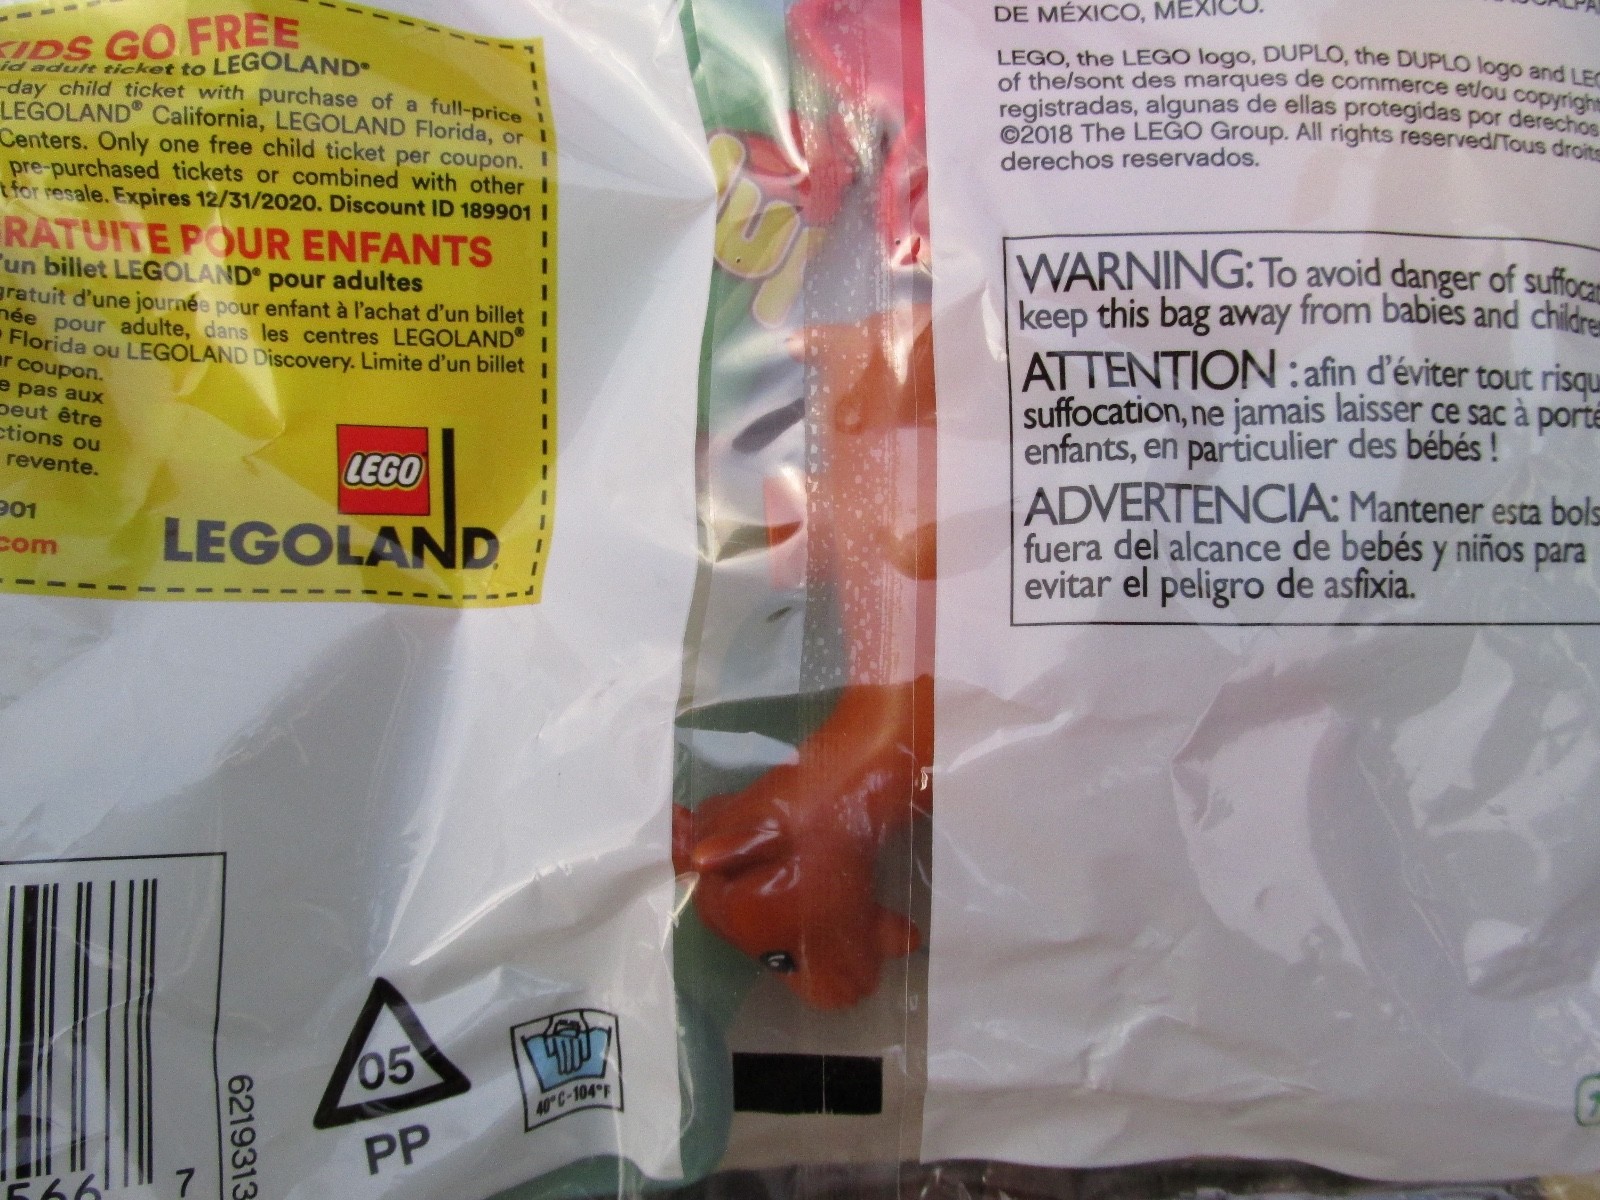 KIDS GO FREE
adult ticket to LEGOLAND®
-day child ticket with purchase of a full-price
LEGOLAND® California, LEGOLAND Florida, or
Centers. Only one free child ticket per coupon.
pre-purchased tickets or combined with other
for resale. Expires 12/31/2020. Discount ID 189901
GRATUITE POUR ENFANTS
d'un billet LEGOLAND® pour adultes
gratuit d'une journée pour enfant à l'achat d'un billet
pour adulte, dans les centres LEGOLAND®
Florida ou LEGOLAND Discovery. Limite d'un billet
coupon.
pas aux
peut être
ou
revente.
901
com
LEGO
LEGOLAND
566 7
6219313
05
PP
40°C-104°F
DE MÉXICO, MÉXICO.
LEGO, the LEGO logo, DUPLO, the DUPLO logo and
of the/sont des marques de commerce et/ou copyright
registradas, algunas de ellas protegidas por derechos
©2018 The LEGO Group. All rights reserved/Tous droits
derechos reservados.
WARNING: To avoid danger of suffocat
keep this bag away from babies and childre
ATTENTION : afin d'éviter tout risqu
suffocation, ne jamais laisser ce sac à porté
enfants, en particulier des bébés !
ADVERTENCIA: Mantener esta bols
fuera del alcance de bebés y niños para
evitar el peligro de asfixia.